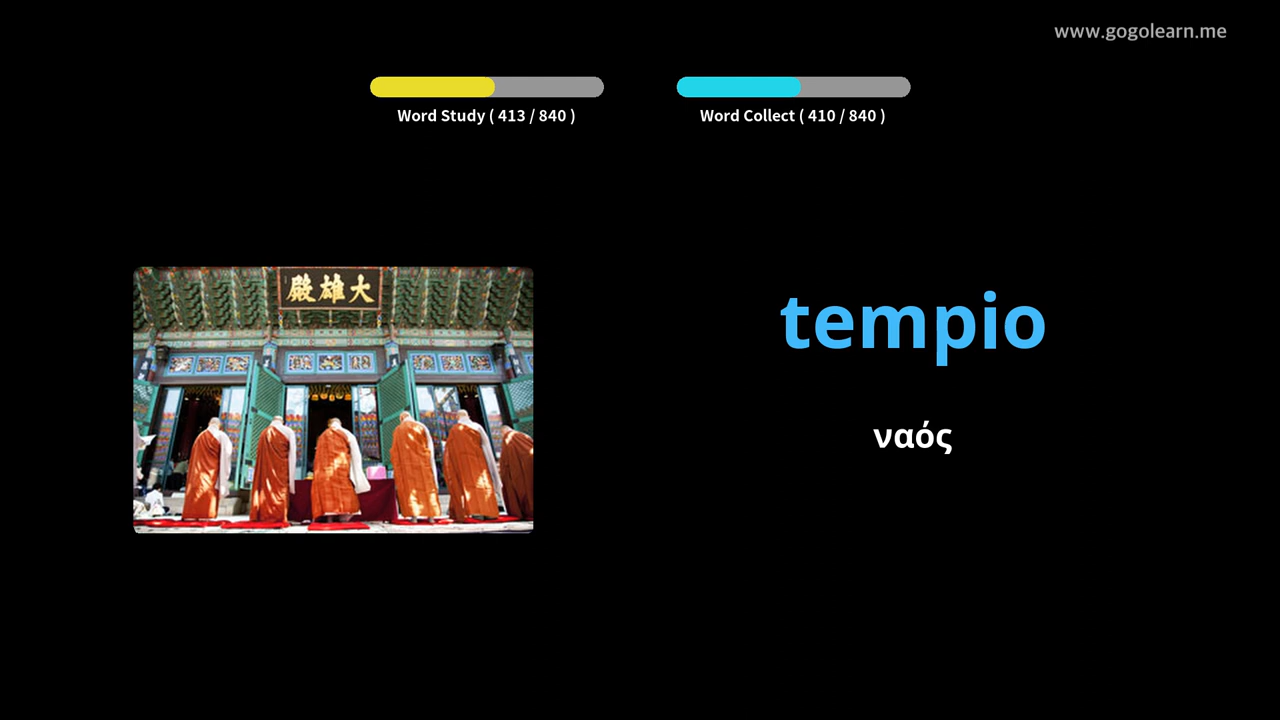 www.gogolearn.me
Word Study ( 413 / 840 )
Word Collect ( 410 / 840 )
殿雄大
tempio
ναός